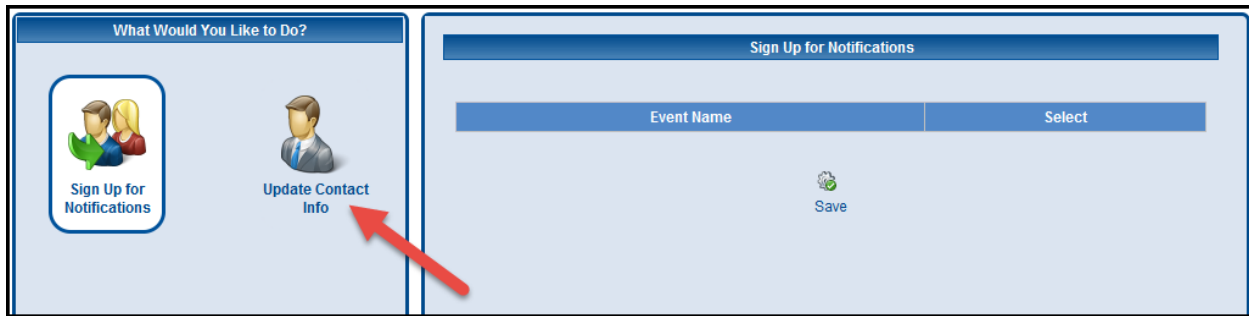 What Would You Like to Do?
Sign Up for
Notifications
Update Contact
Info
Sign Up for Notifications
Event Name
Select
Save